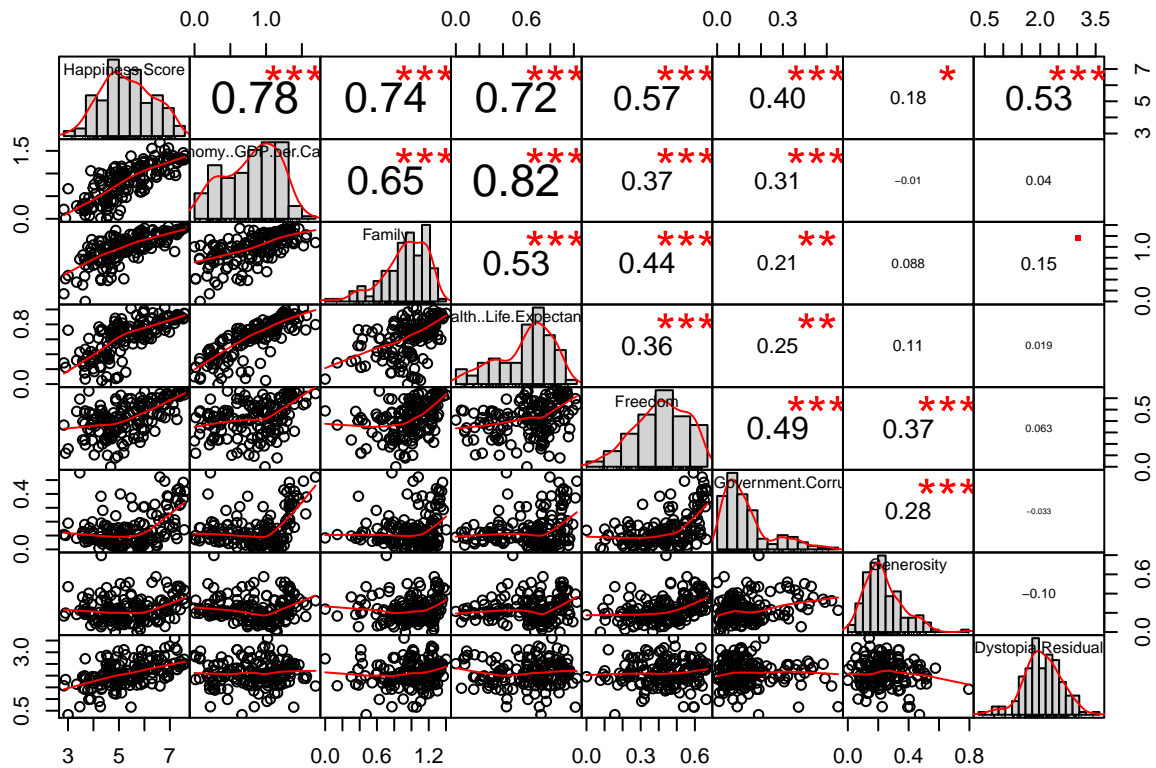 0.0 1.0 0.0 0.6 0.0 0.3 0.5 2.0 3.5
Happiness.Score 0.78 *** 0.74 *** 0.72 *** 0.57 *** 0.40 *** 0.18 * 0.53 *** 3 5 7
0.0 1.5 nomy..GDP.per.Ca 0.65 *** 0.82 *** 0.37 *** 0.31 *** −0.01 0.04
Family 0.53 *** 0.44 *** 0.21 ** 0.088 0.15 0.0 1.0
0.0 0.8 alth..Life.Expectan 0.36 *** 0.25 ** 0.11 0.019
Freedom 0.49 *** 0.37 *** 0.063 0.0 0.5
0.0 0.4 Government.Corru 0.28 *** −0.033
Generosity −0.10 0.0 0.6
0.5 3.0 Dystopia.Residual
3 5 7 0.0 0.6 1.2 0.0 0.3 0.6 0.0 0.4 0.8